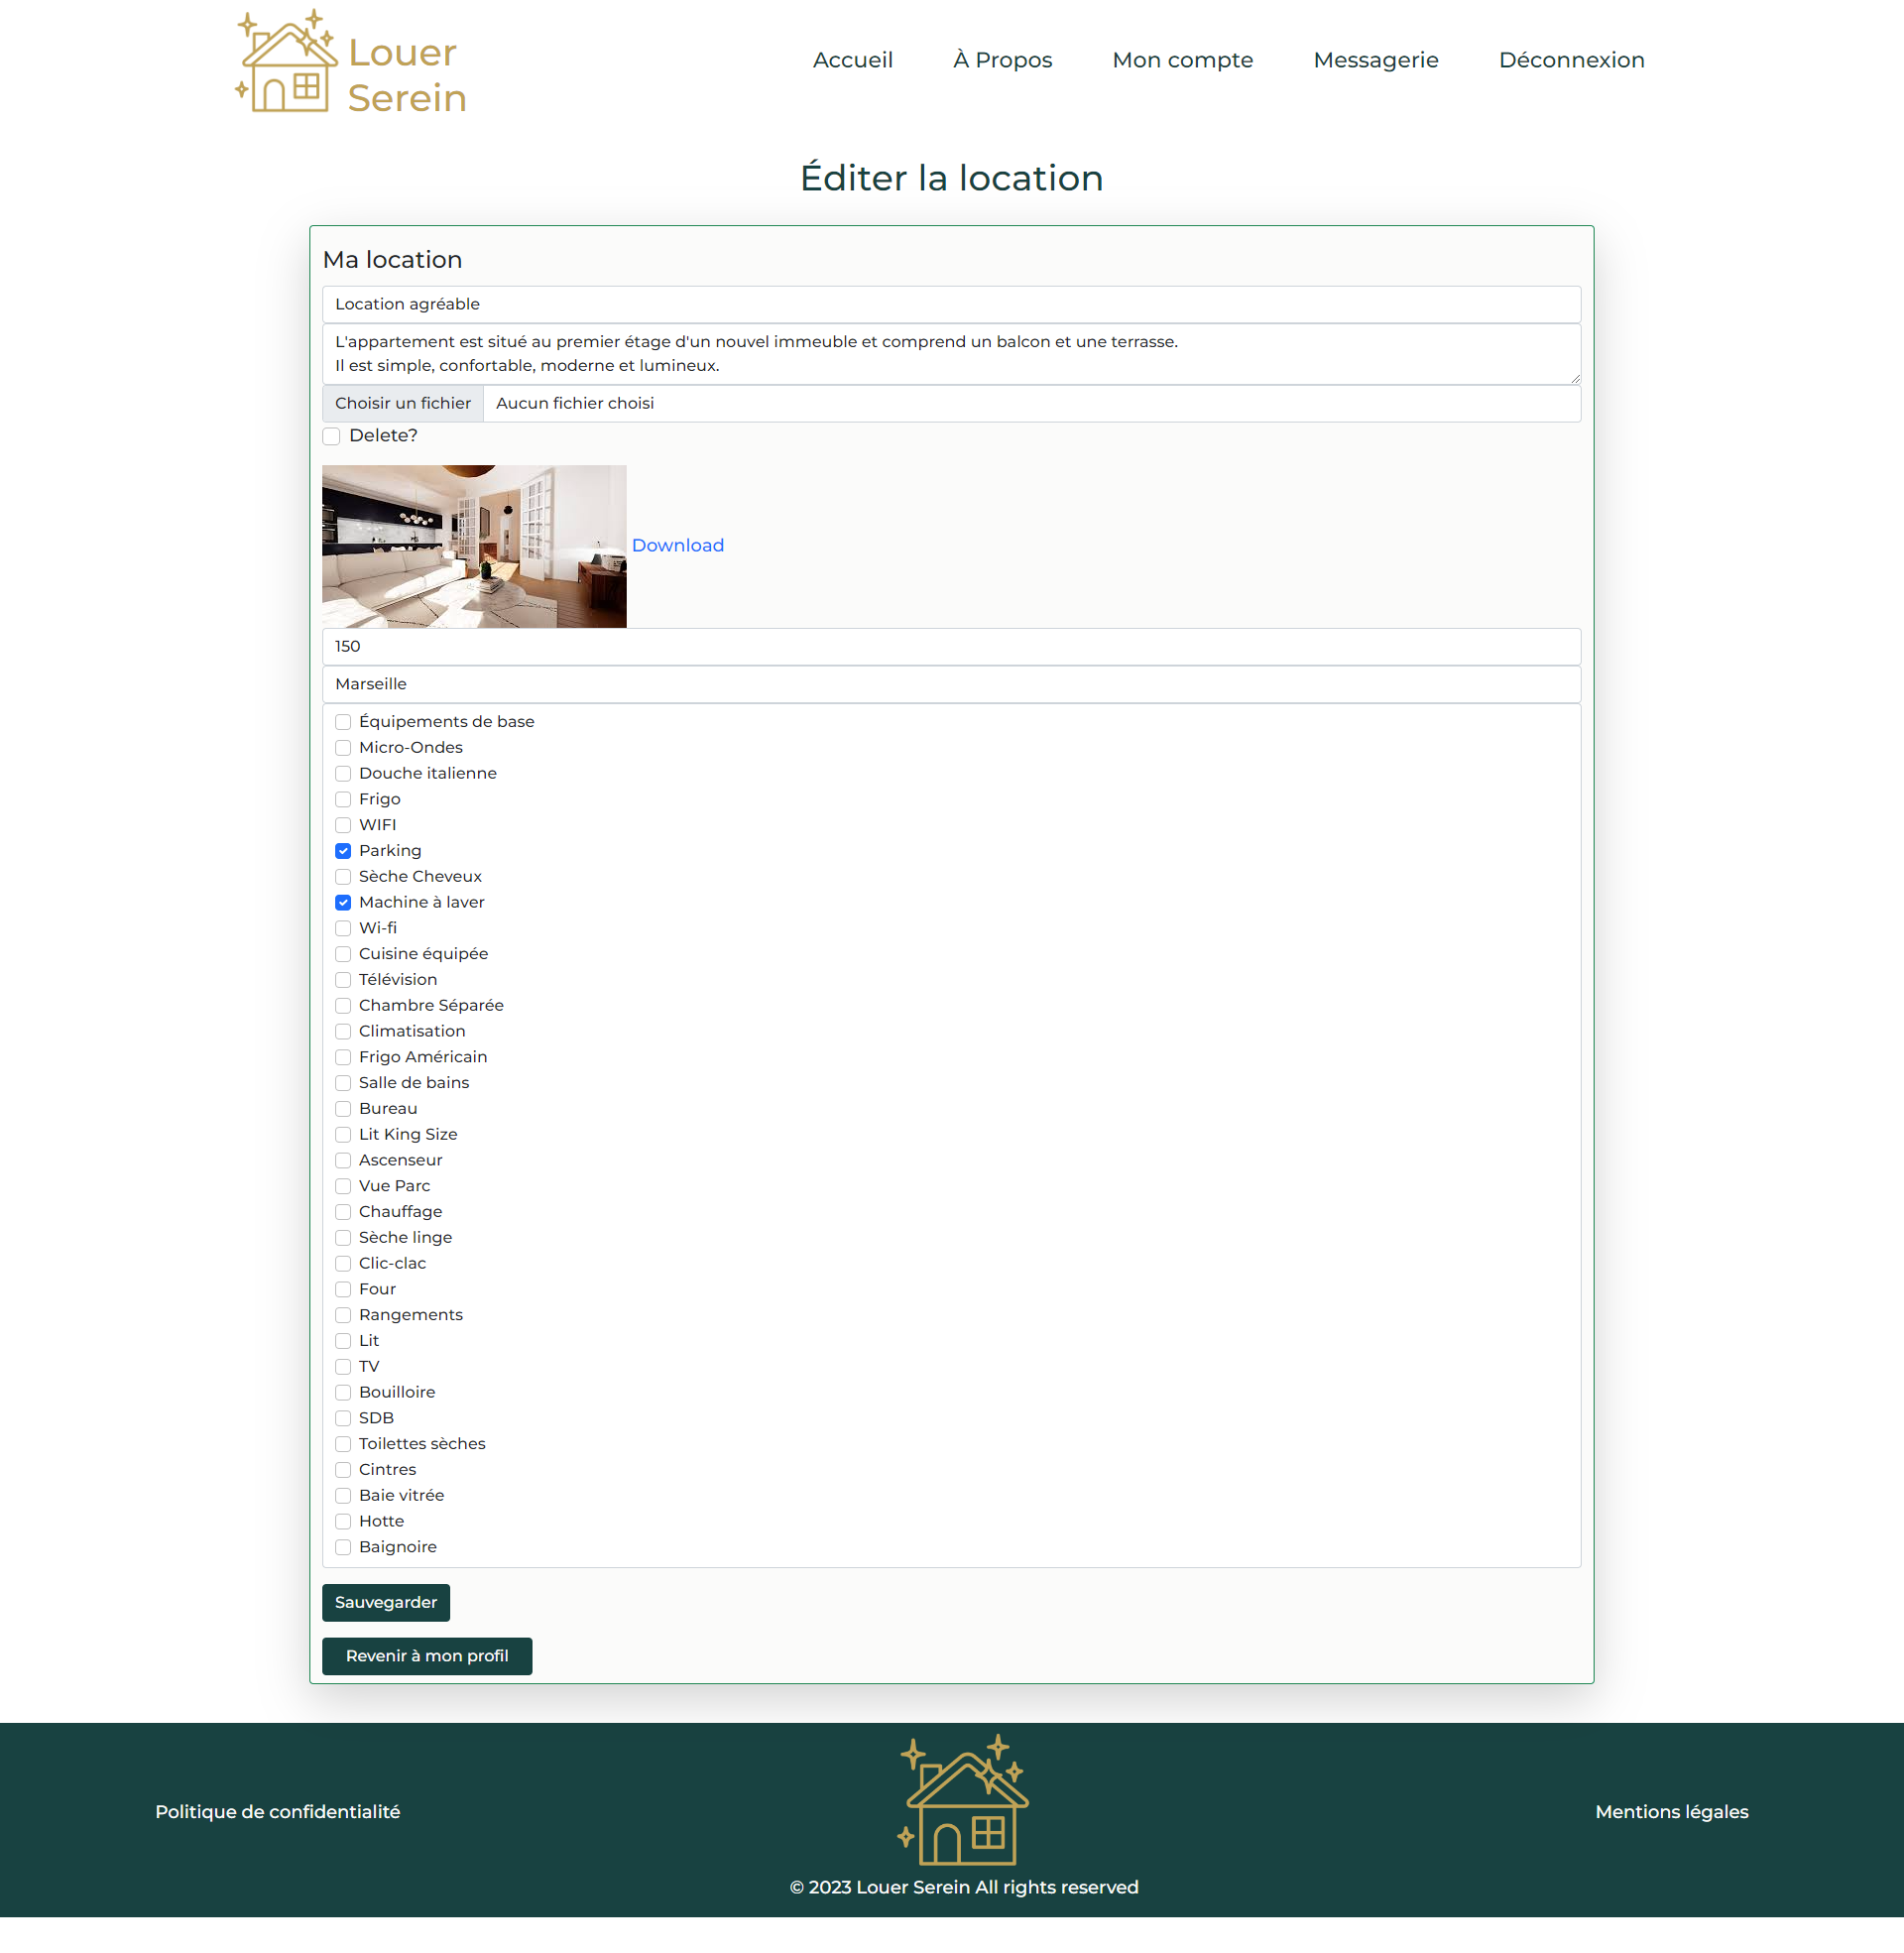 Louer
Serein
Accueil
À Propos
Mon compte
Messagerie
Déconnexion
Éditer la location
Ma location
Location agréable
L'appartement est situé au premier étage d'un nouvel immeuble et comprend un balcon et une terrasse.
Il est simple, confortable, moderne et lumineux.
Choisir un fichier Aucun fichier choisi
Delete?
Download
150
Marseille
Équipements de base
Micro-Ondes
Douche italienne
Frigo
WIFI
Parking
Sèche Cheveux
Machine à laver
Wi-fi
Cuisine équipée
Télévision
Chambre Séparée
Climatisation
Frigo Américain
Salle de bains
Bureau
Lit King Size
Ascenseur
Vue Parc
Chauffage
Sèche linge
Clic-clac
Four
Rangements
Lit
TV
Bouilloire
SDB
Toilettes sèches
Cintres
Baie vitrée
Hotte
Baignoire
Sauvegarder
Revenir à mon profil
Politique de confidentialité
Mentions légales
© 2023 Louer Serein All rights reserved